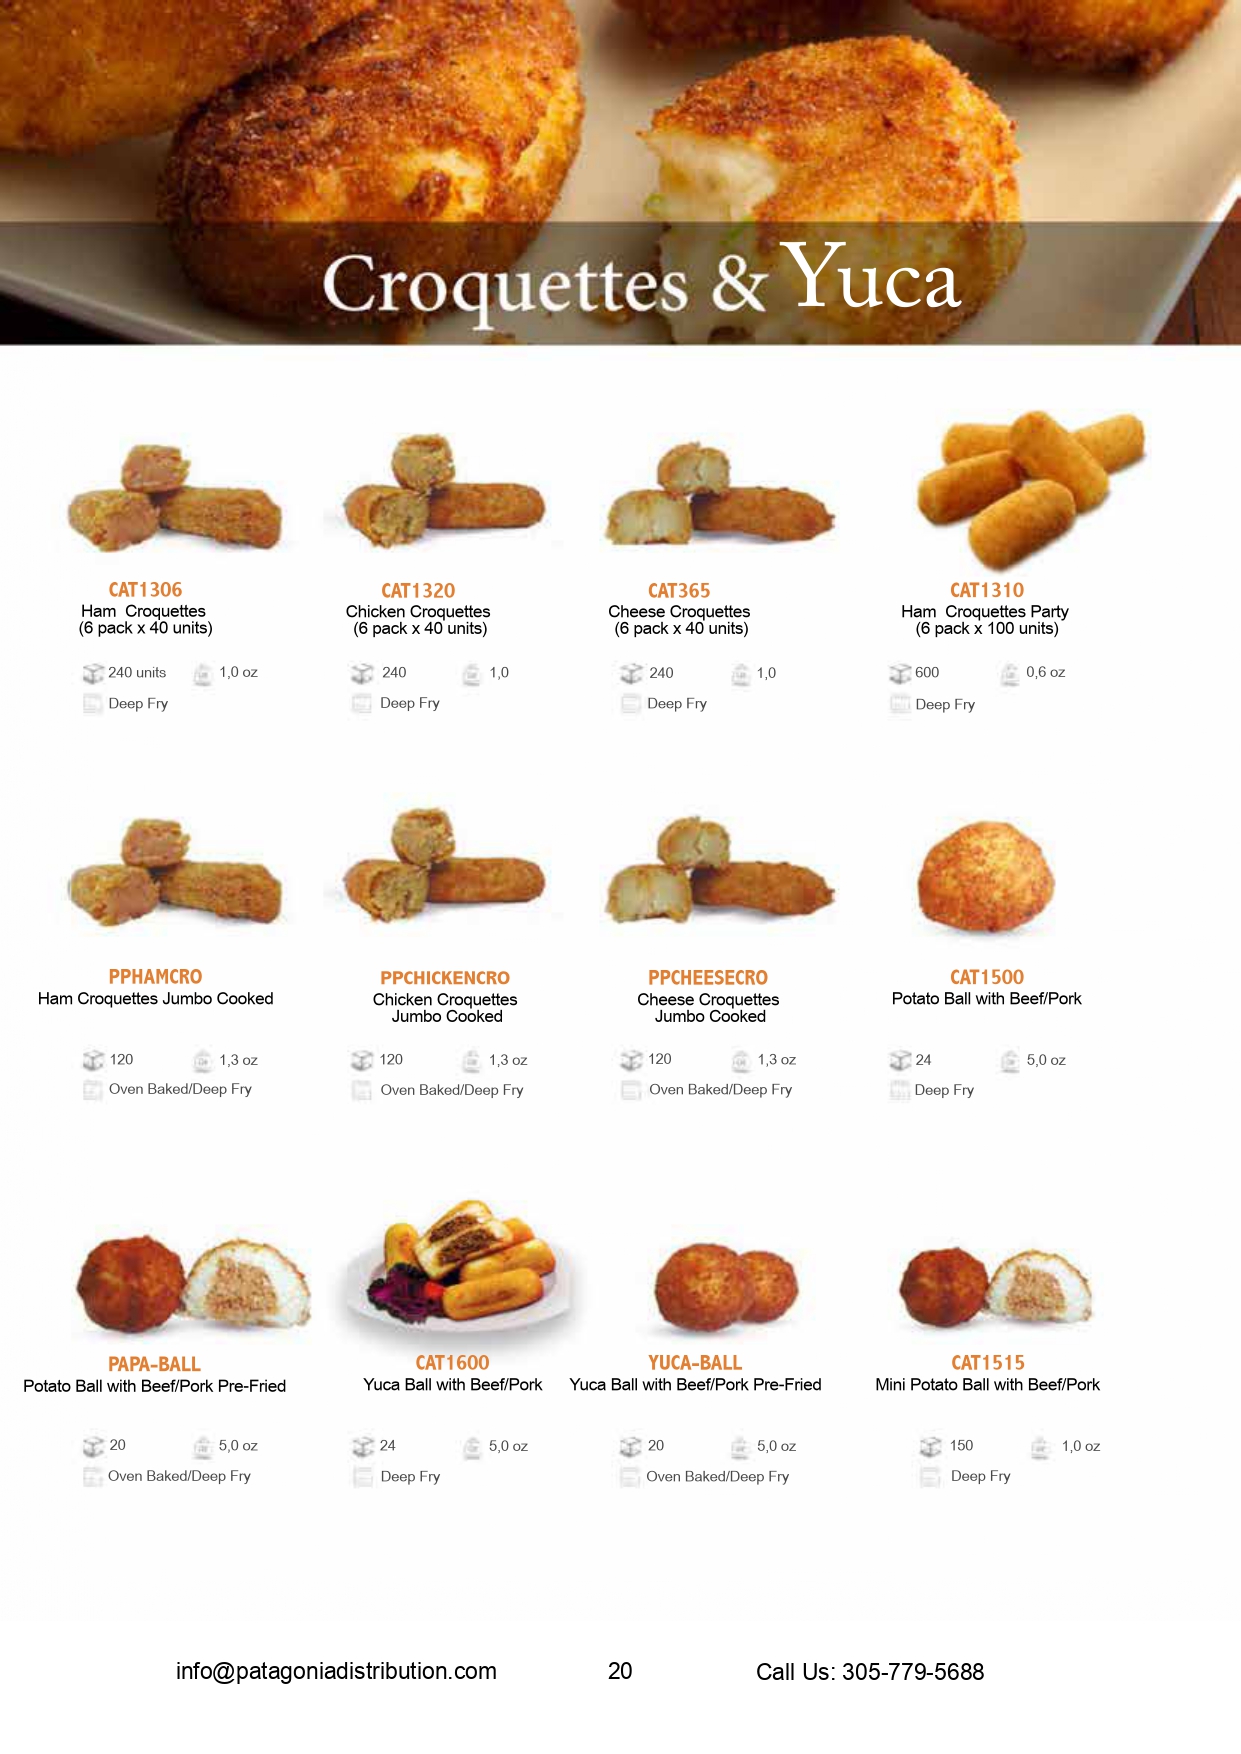 Croquettes & Yuca
CAT1306
Ham Croquettes
(6 pack x 40 units)
240 units 1,0 oz
Deep Fry
CAT1320
Chicken Croquettes
(6 pack x 40 units)
240 1,0
Deep Fry
CAT365
Cheese Croquettes
(6 pack x 40 units)
240 1,0
Deep Fry
CAT1310
Ham Croquettes Party
(6 pack x 100 units)
600 0,6 oz
Deep Fry
PPHAMCRO
Ham Croquettes Jumbo Cooked
120 1,3 oz
Oven Baked/Deep Fry
PPCHICKENCRO
Chicken Croquettes
Jumbo Cooked
120 1,3 oz
Oven Baked/Deep Fry
PPCHEESECRO
Cheese Croquettes
Jumbo Cooked
120 1,3 oz
Oven Baked/Deep Fry
CAT1500
Potato Ball with Beef/Pork
24 5,0 oz
Deep Fry
PAPA-BALL
Potato Ball with Beef/Pork Pre-Fried
20 5,0 oz
Oven Baked/Deep Fry
CAT1600
Yuca Ball with Beef/Pork
24 5,0 oz
Deep Fry
YUCA-BALL
Yuca Ball with Beef/Pork Pre-Fried
20 5,0 oz
Oven Baked/Deep Fry
CAT1515
Mini Potato Ball with Beef/Pork
150 1,0 oz
Deep Fry
info@patagoniadistribution.com 20 Call Us: 305-779-5688